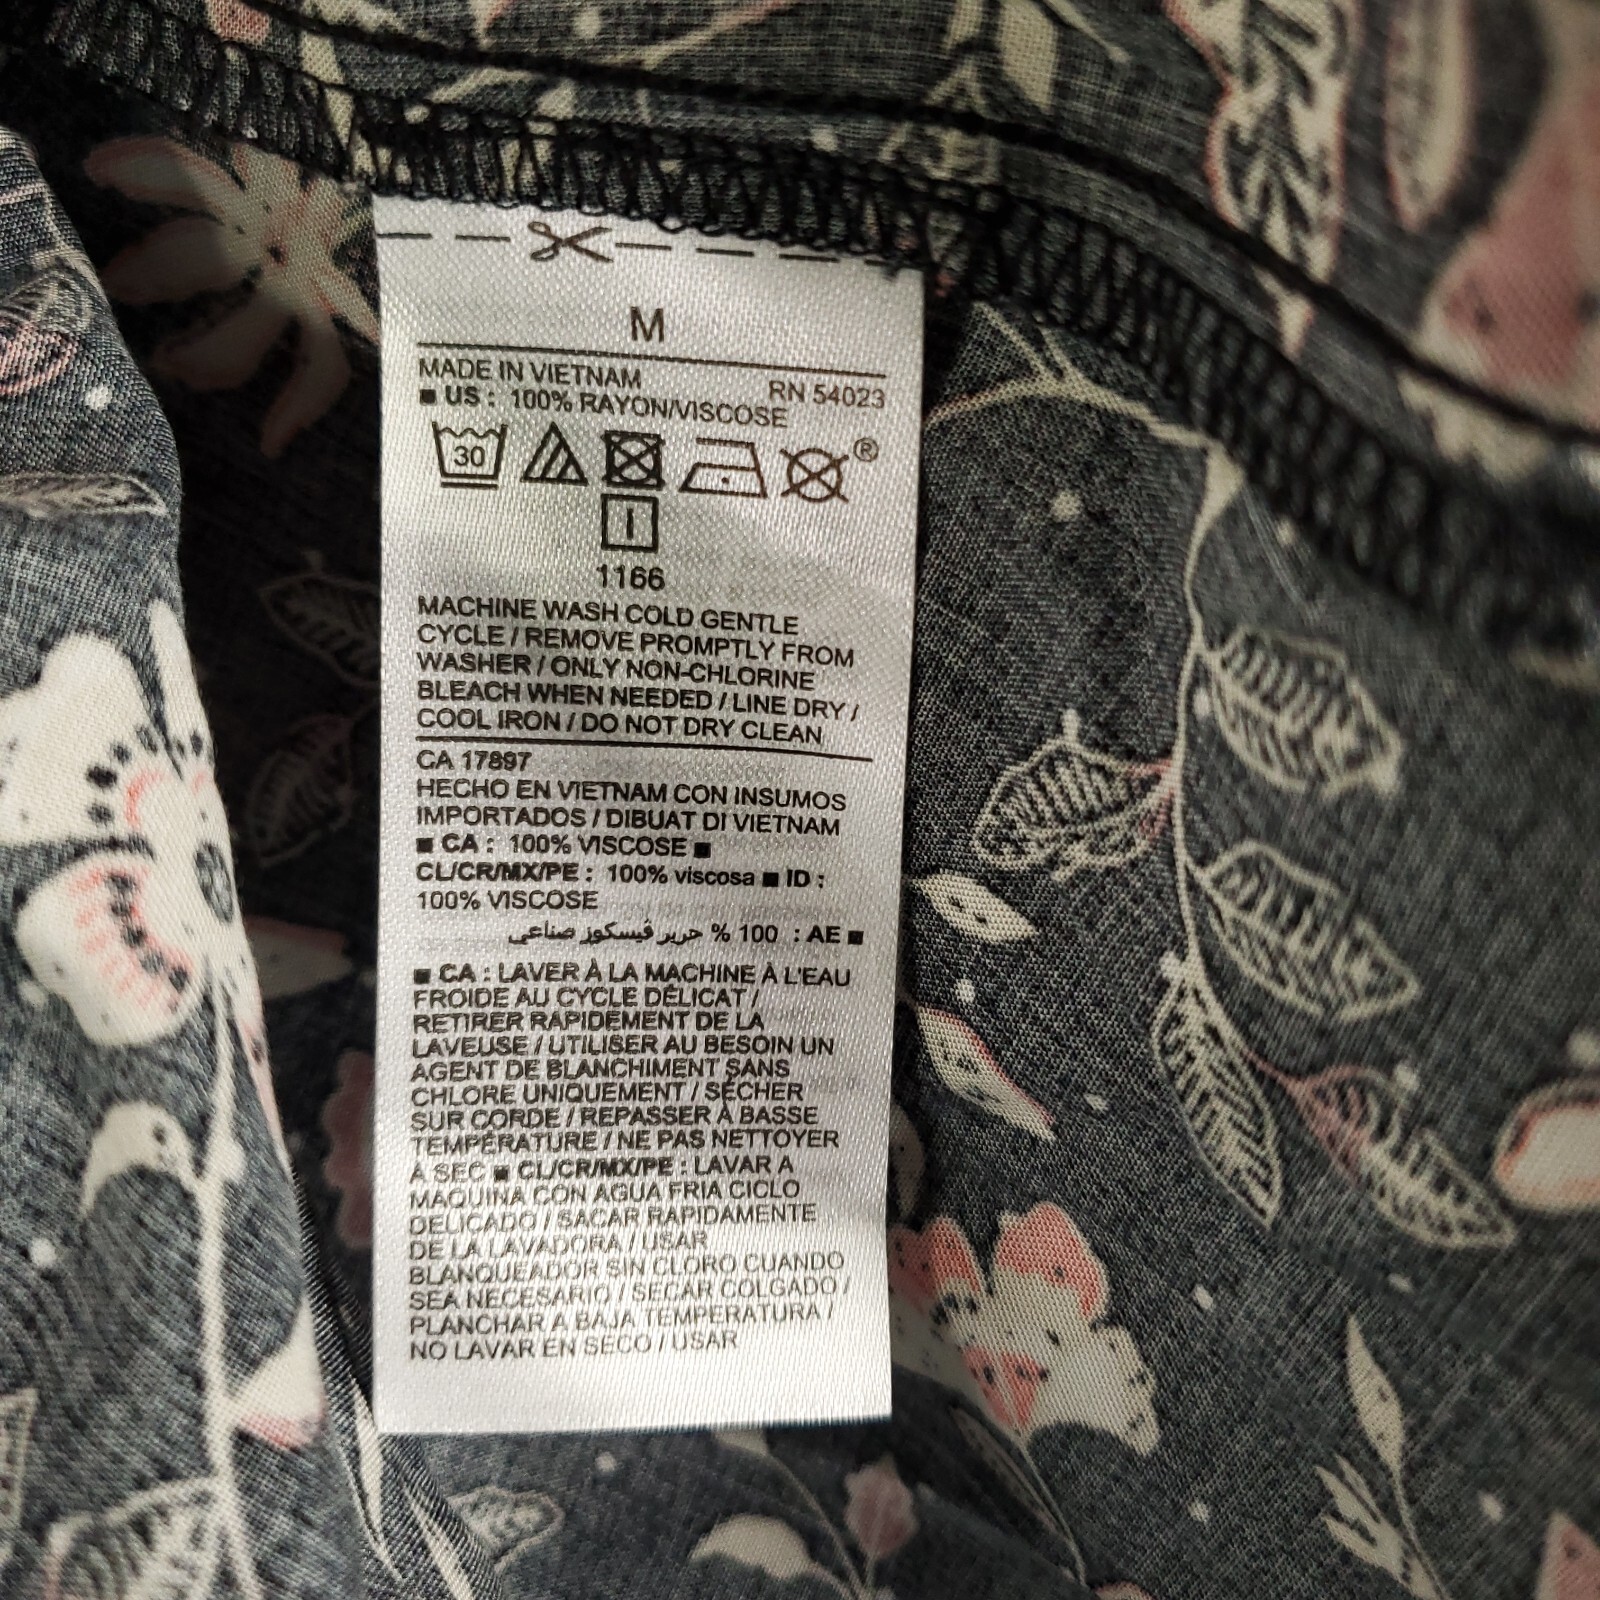 M
MADE IN VIETNAM RN 54023
■ US : 100% RAYON/VISCOSE
30
®
1166
MACHINE WASH COLD GENTLE
CYCLE / REMOVE PROMPTLY FROM
WASHER / ONLY NON-CHLORINE
BLEACH WHEN NEEDED / LINE DRY /
COOL IRON / DO NOT DRY CLEAN
CA 17897
HECHO EN VIETNAM CON INSUMOS
IMPORTADOS / DIBUAT DI VIETNAM
■ CA : 100% VISCOSE ■
CL/CR/MX/PE : 100% viscosa ■ ID :
100% VISCOSE
■ AE : 100 % حرير ڤيسكوز صناعي
■ CA : LAVER À LA MACHINE À L'EAU
FROIDE AU CYCLE DÉLICAT /
RETIRER RAPIDEMENT DE LA
LAVEUSE / UTILISER AU BESOIN UN
AGENT DE BLANCHIMENT SANS
CHLORE UNIQUEMENT / SÉCHER
SUR CORDE / REPASSER À BASSE
TEMPÉRATURE / NE PAS NETTOYER
À SEC ■ CL/CR/MX/PE : LAVAR A
MAQUINA CON AGUA FRIA CICLO
DELICADO / SACAR RAPIDAMENTE
DE LA LAVADORA / USAR
BLANQUEADOR SIN CLORO CUANDO
SEA NECESARIO / SECAR COLGADO /
PLANCHAR A BAJA TEMPERATURA /
NO LAVAR EN SECO / USAR